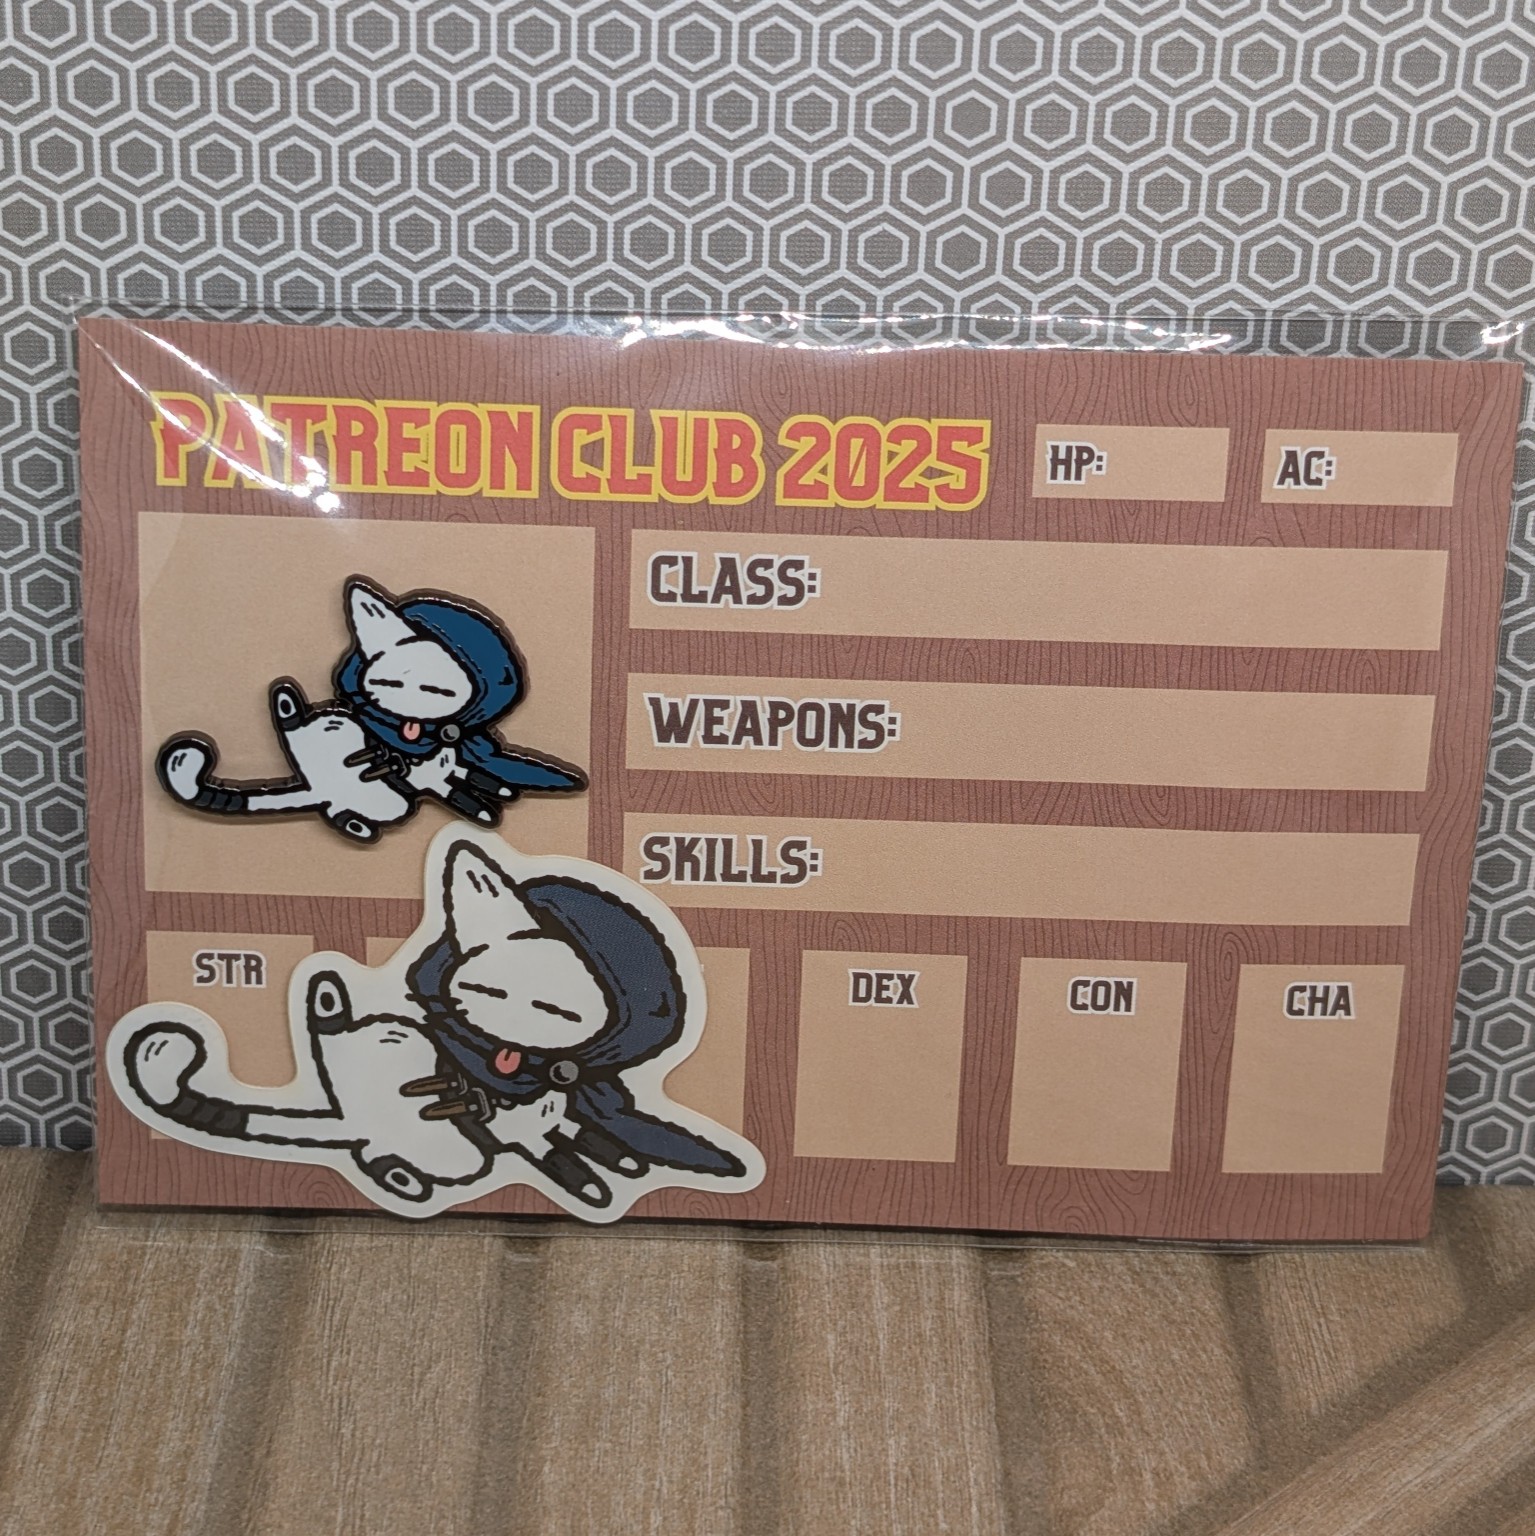 PATREON CLUB 2025
HP:
AC:
CLASS:
WEAPONS:
SKILLS:
STR
DEX
CON
CHA